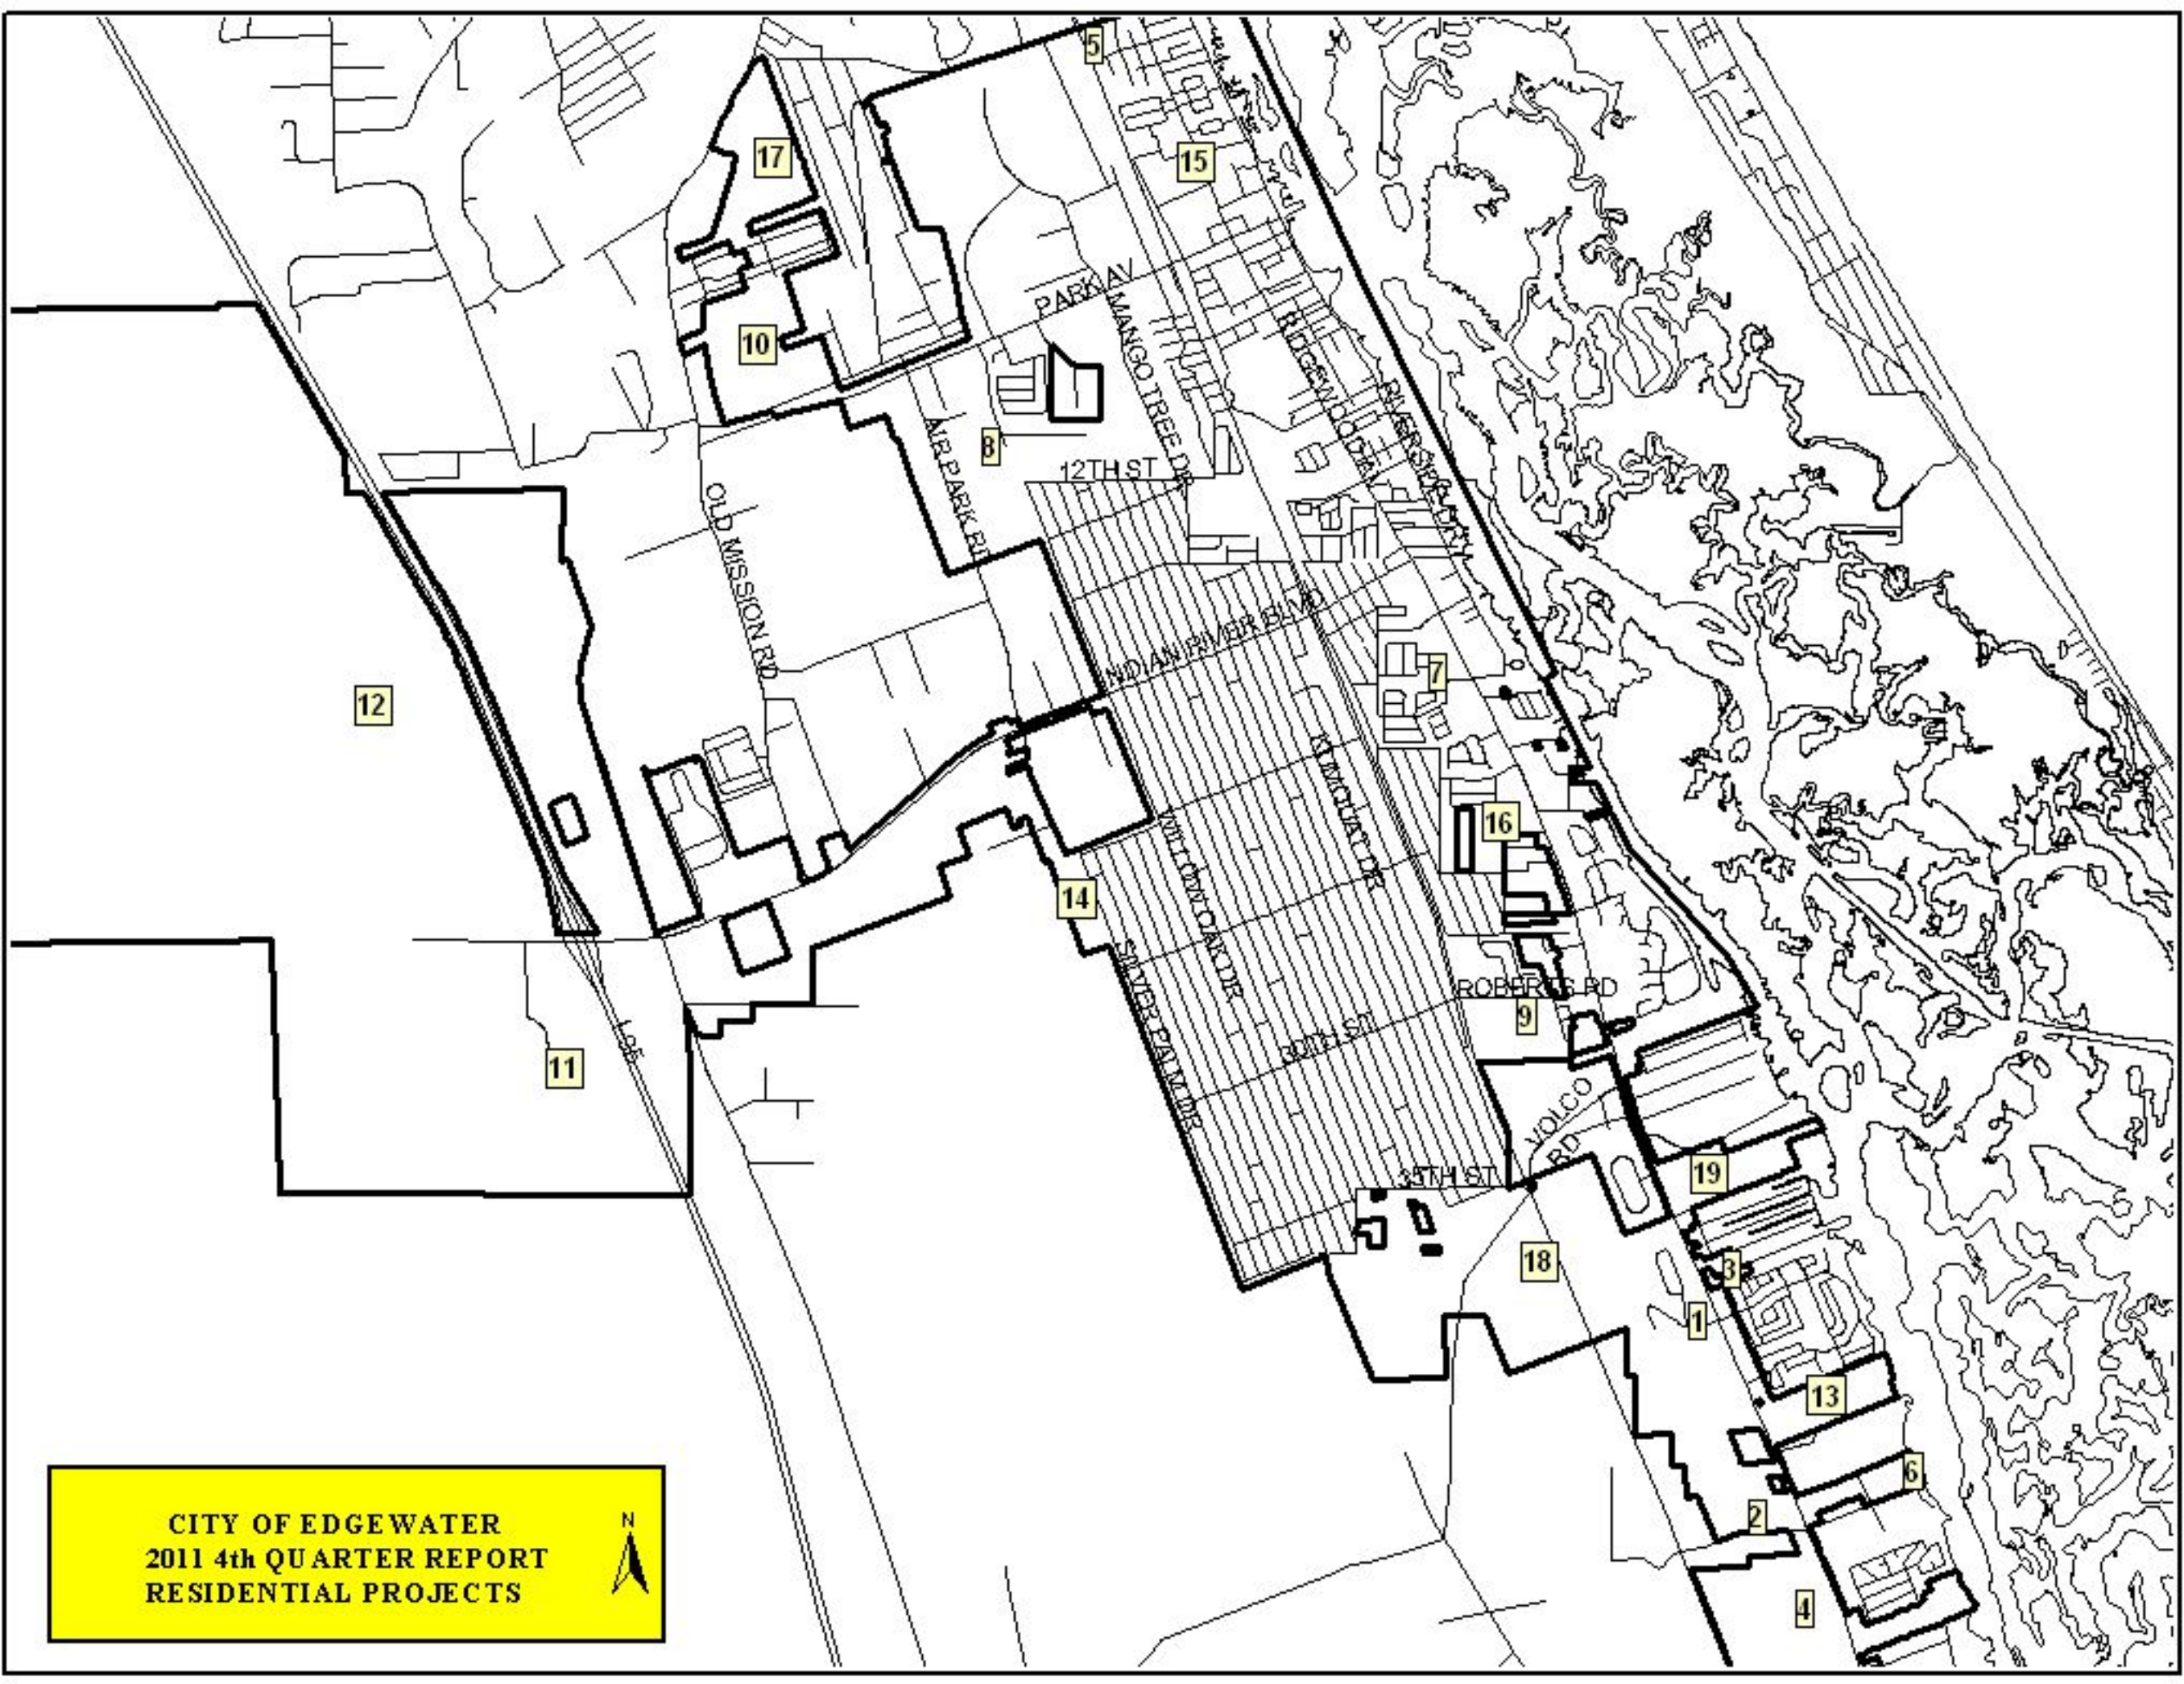 5
17
15
PARK AV
MANGO TREE DR
10
RIDGEWOOD AV
RIVERSIDE DR
8
AIR PARK RD
12TH ST
OLD MISSION RD
INDIAN RIVER BLVD
7
12
KUMQUAT DR
16
WILLOW OAK DR
14
SILVER PALM DR
ROBERTS RD
9
30TH ST
I-95
11
VOLCO
RD
35TH ST
19
18
3
1
13
6
2
4
CITY OF EDGEWATER
2011 4th QUARTER REPORT
RESIDENTIAL PROJECTS
N